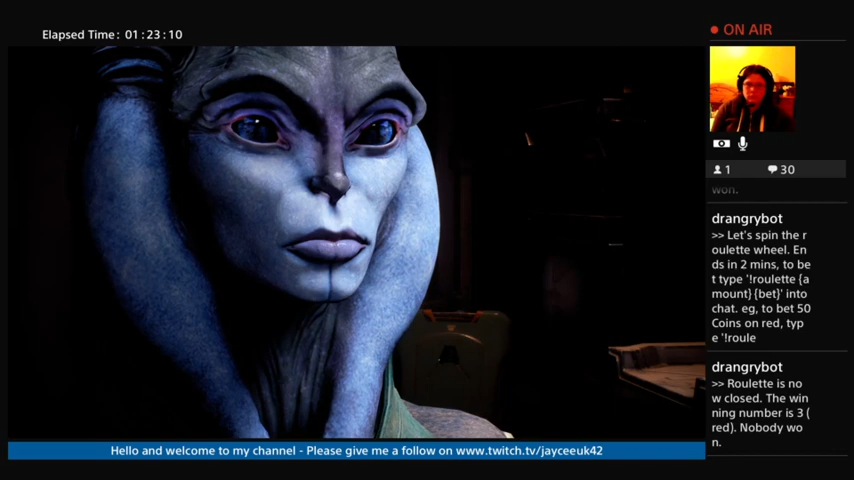 Elapsed Time: 01:23:10
ON AIR
1 30
won.
drangrybot
>> Let's spin the r
oulette wheel. En
ds in 2 mins, to be
t type '!roulette {a
mount} {bet}' into
chat. eg, to bet 50
Coins on red, typ
e '!roule
drangrybot
>> Roulette is no
w closed. The win
ning number is 3 (
red). Nobody wo
n.
Hello and welcome to my channel - Please give me a follow on www.twitch.tv/jayceeuk42